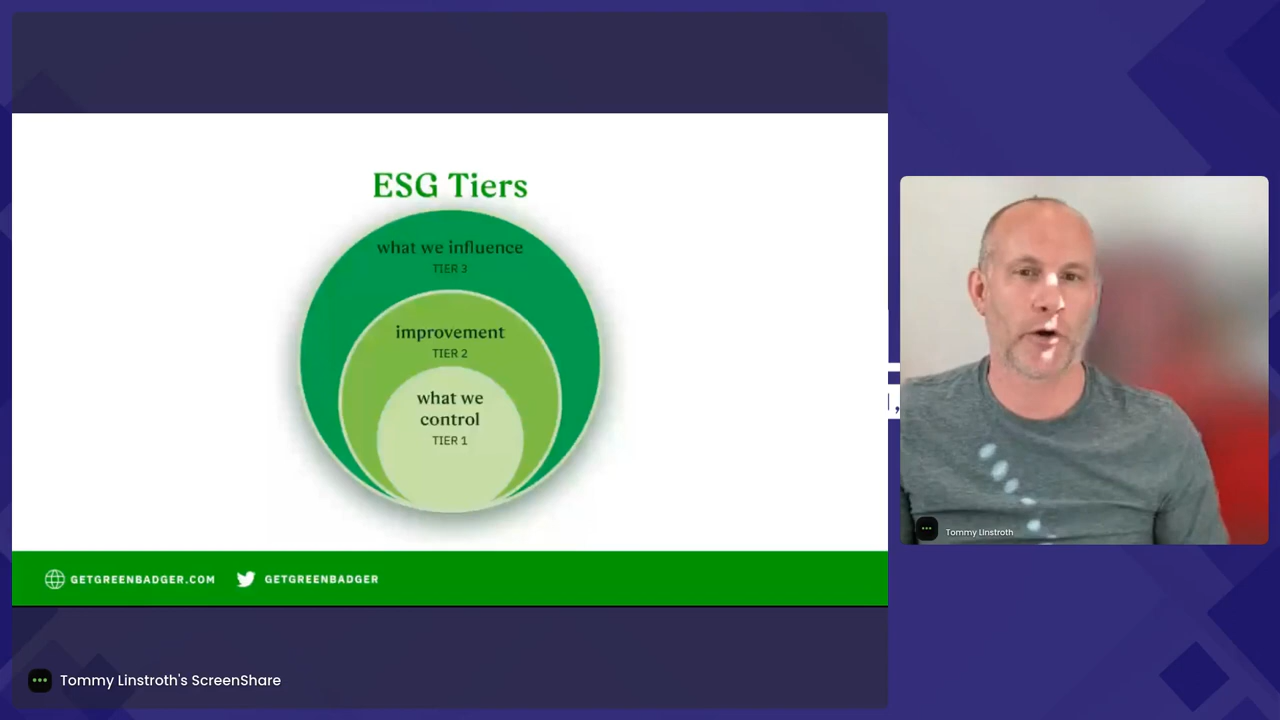 ESG Tiers
what we influence
TIER 3
improvement
TIER 2
what we
control
TIER 1
GETGREENBADGER.COM GETGREENBADGER
Tommy Linstroth's ScreenShare
Tommy Linstroth